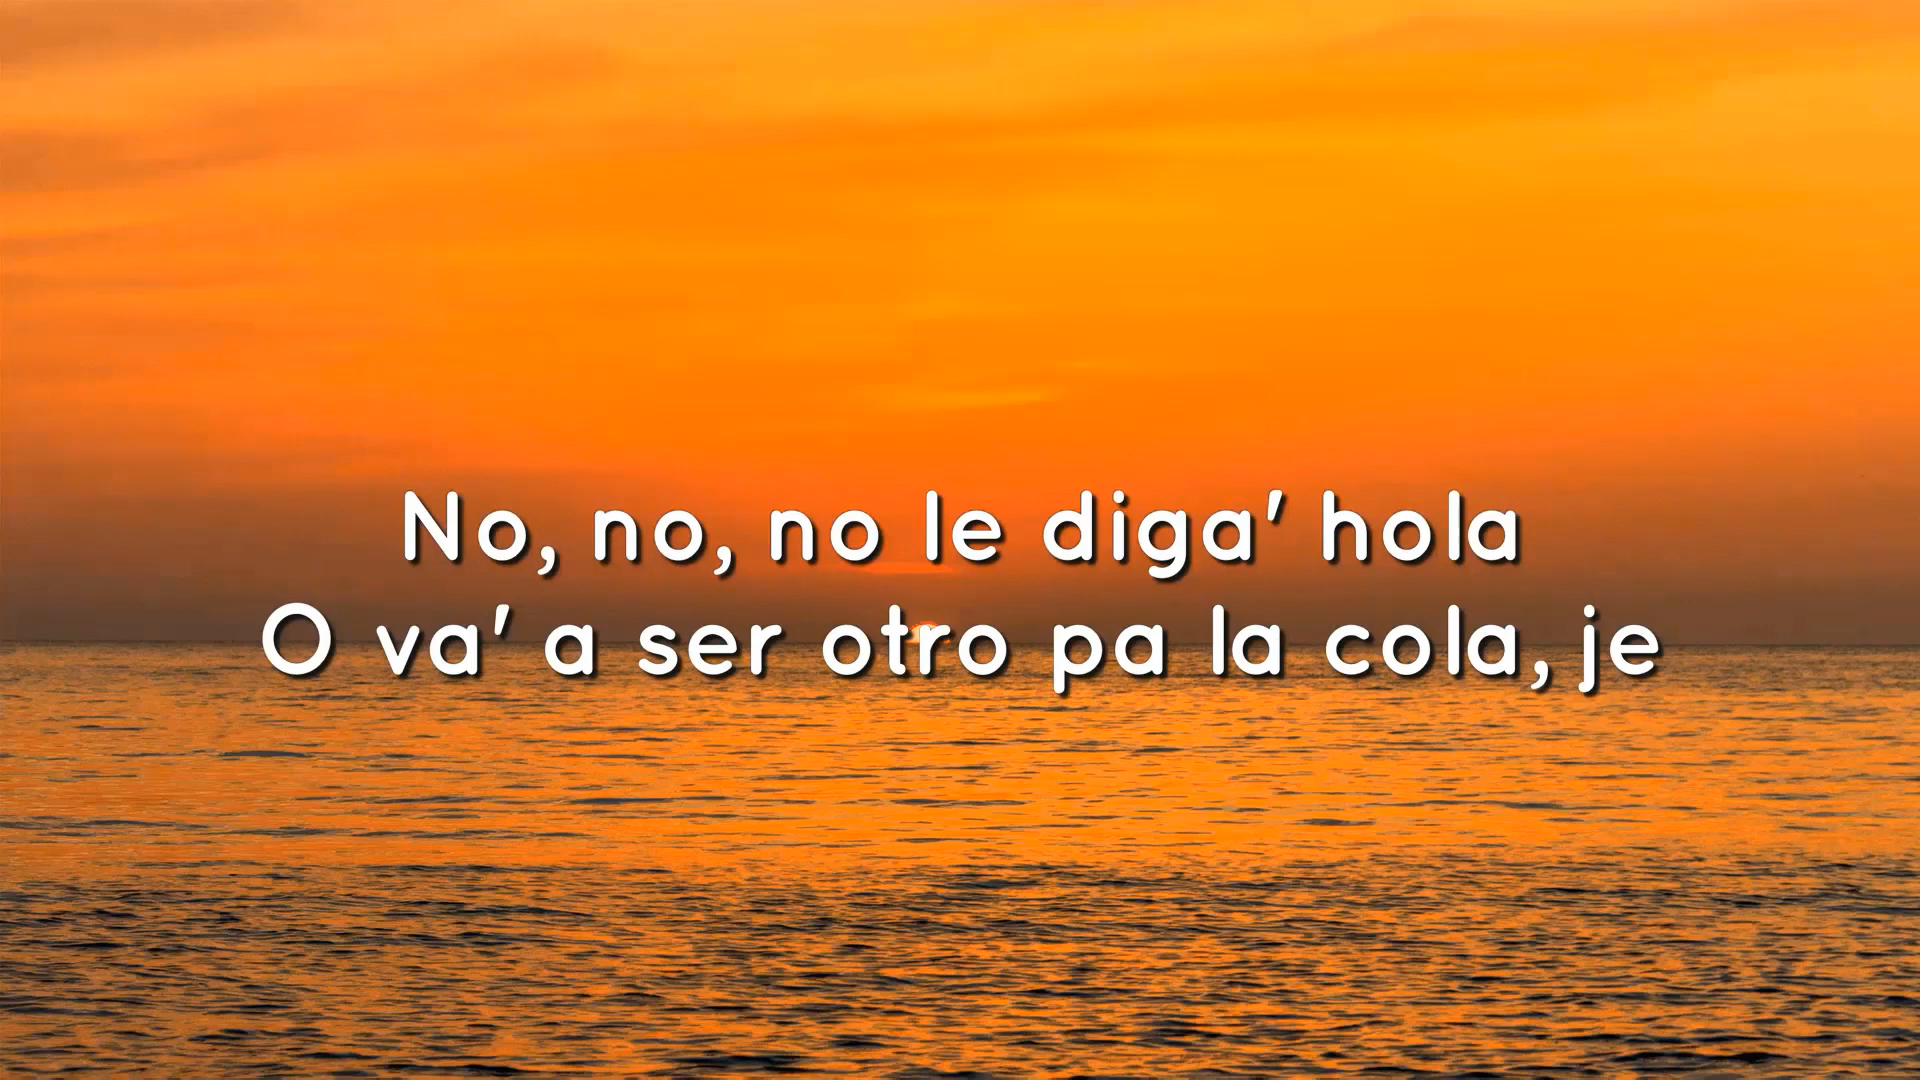 No, no, no le diga' hola
O va' a ser otro pa la cola, je